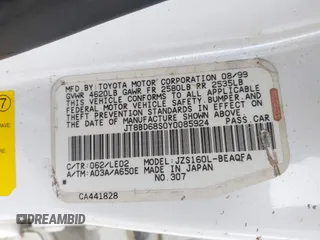 MFD. BY: TOYOTA MOTOR CORPORATION 08/99
GVWR 4620LB GAWR FR 2580LB RR 2535LB
THIS VEHICLE CONFORMS TO ALL APPLICABLE
FEDERAL MOTOR VEHICLE SAFETY, BUMPER, AND
THEFT PREVENTION STANDARDS IN EFFECT ON
THE DATE OF MANUFACTURE SHOWN ABOVE.
JT8BD68S0Y0085924 PASS. CAR
C/TR: 062/LE02 MODEL: JZS160L-BEAQFA
A/TM: A03A/A650E MADE IN JAPAN
NO.307
CA441828
7